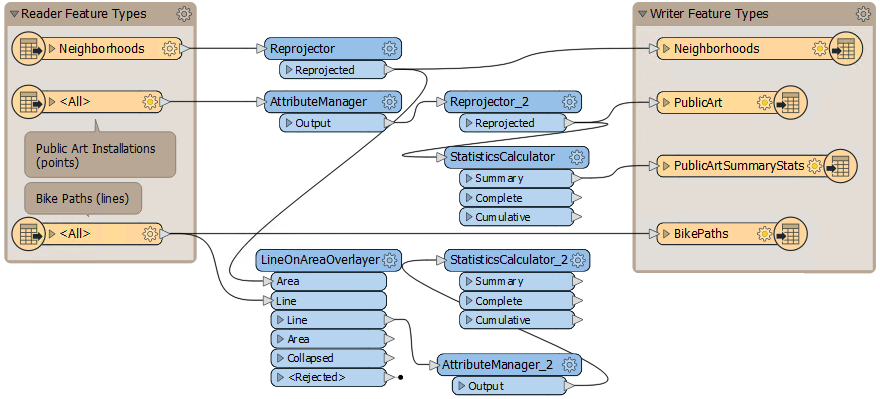 Reader Feature Types
Neighborhoods
<All>
Public Art Installations
(points)
Bike Paths (lines)
<All>
Reprojector
Reprojected
AttributeManager
Output
Reprojector_2
Reprojected
StatisticsCalculator
Summary
Complete
Cumulative
LineOnAreaOverlayer
Area
Line
Line
Area
Collapsed
<Rejected>
StatisticsCalculator_2
Summary
Complete
Cumulative
AttributeManager_2
Output
Writer Feature Types
Neighborhoods
PublicArt
PublicArtSummaryStats
BikePaths